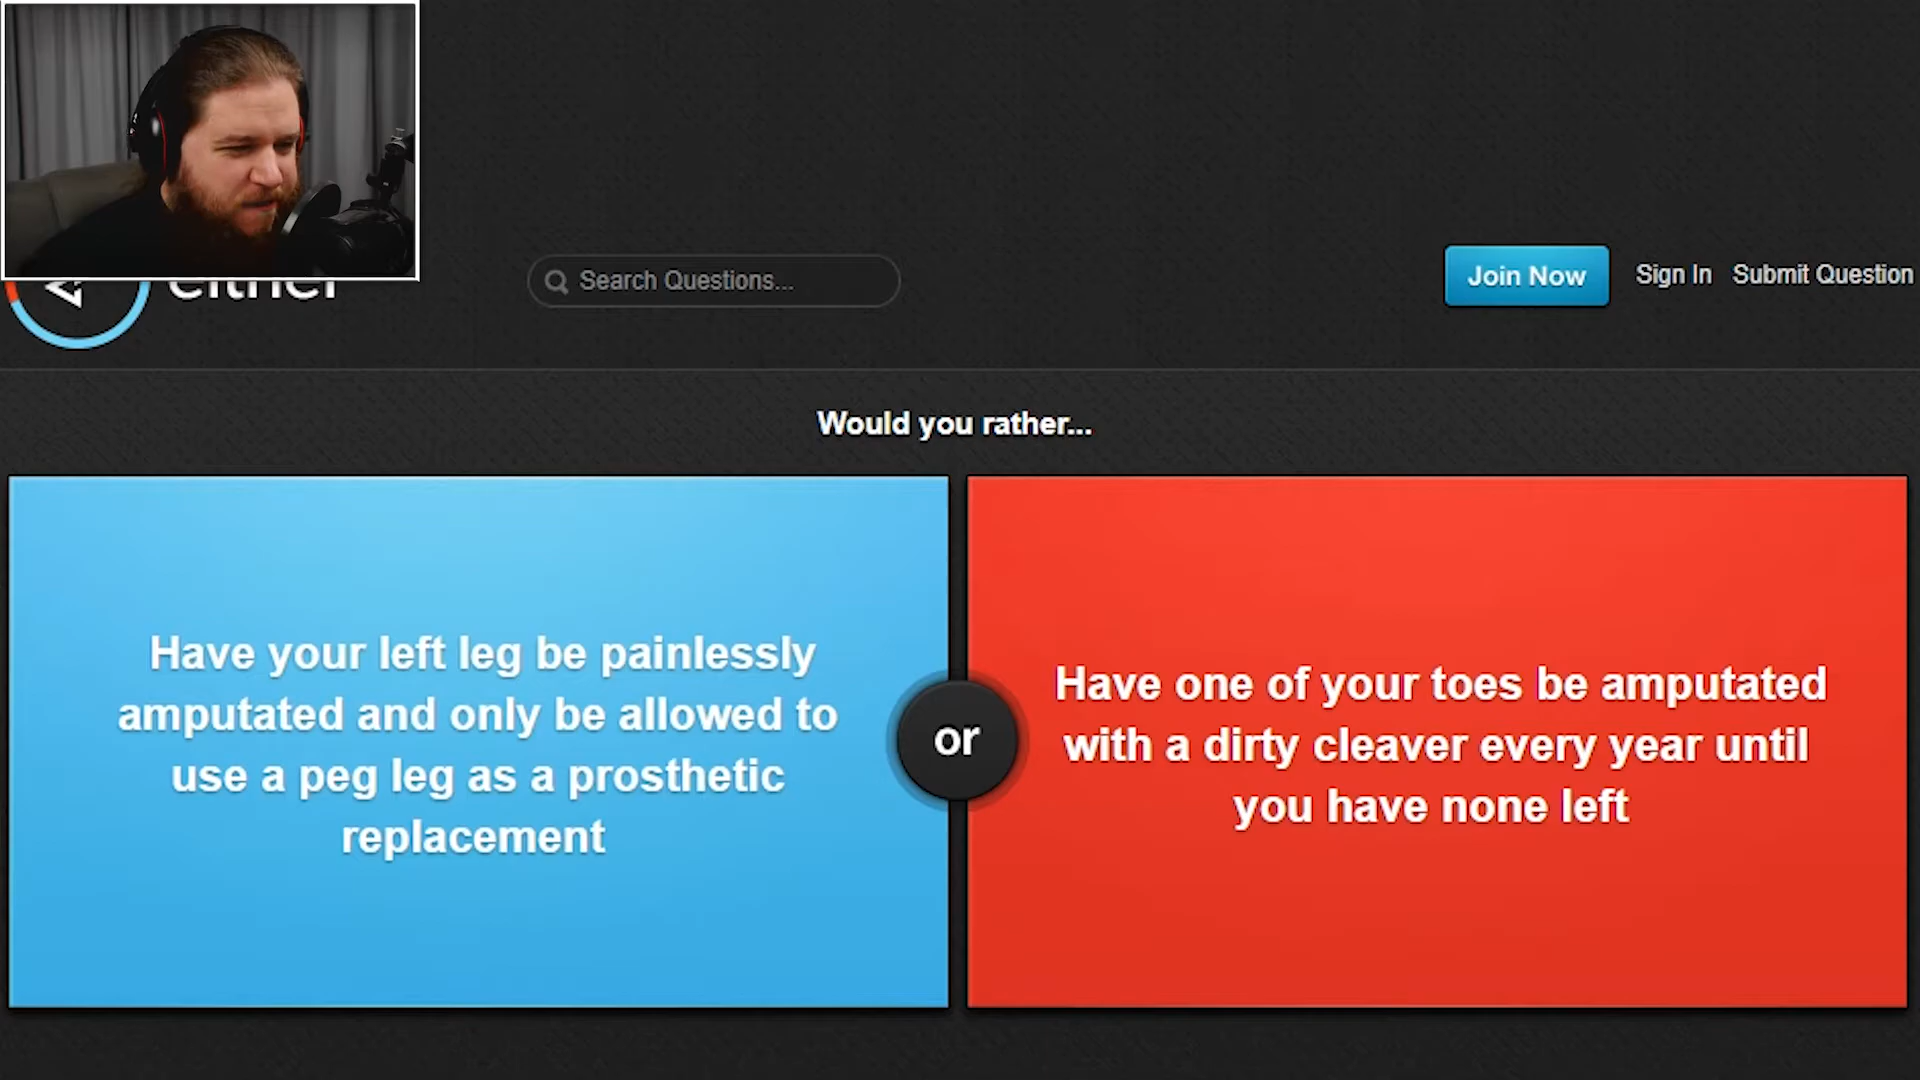 either
Search Questions...
Join Now
Sign In
Submit Question
Would you rather...
Have your left leg be painlessly
amputated and only be allowed to
use a peg leg as a prosthetic
replacement
or
Have one of your toes be amputated
with a dirty cleaver every year until
you have none left